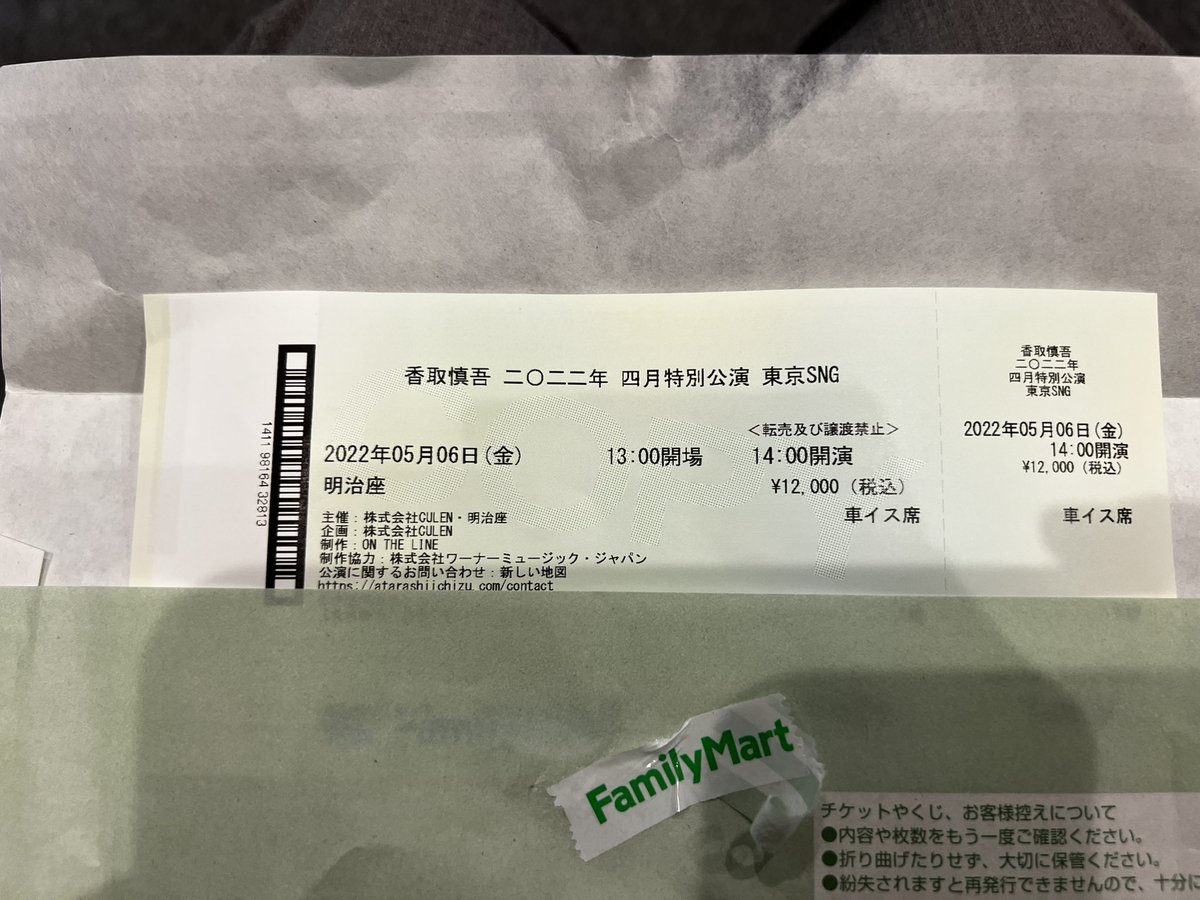 香取慎吾 二〇二二年 四月特別公演 東京SNG
<転売及び譲渡禁止>
2022年05月06日(金) 13:00開場 14:00開演
明治座 ¥12,000 (税込)
車イス席
主催:株式会社CULEN・明治座
企画:株式会社CULEN
制作:ON THE LINE
制作協力:株式会社ワーナーミュージック・ジャパン
公演に関するお問い合わせ:新しい地図
https://atarashiichizu.com/contact
1411 98164 32813
香取慎吾
二〇二二年
四月特別公演
東京SNG
2022年05月06日(金)
14:00開演
¥12,000 (税込)
車イス席
FamilyMart
チケットやくじ、お客様控えについて
●内容や枚数をもう一度ご確認ください。
●折り曲げたりせず、大切に保管ください。
●紛失されますと再発行できませんので、十分に